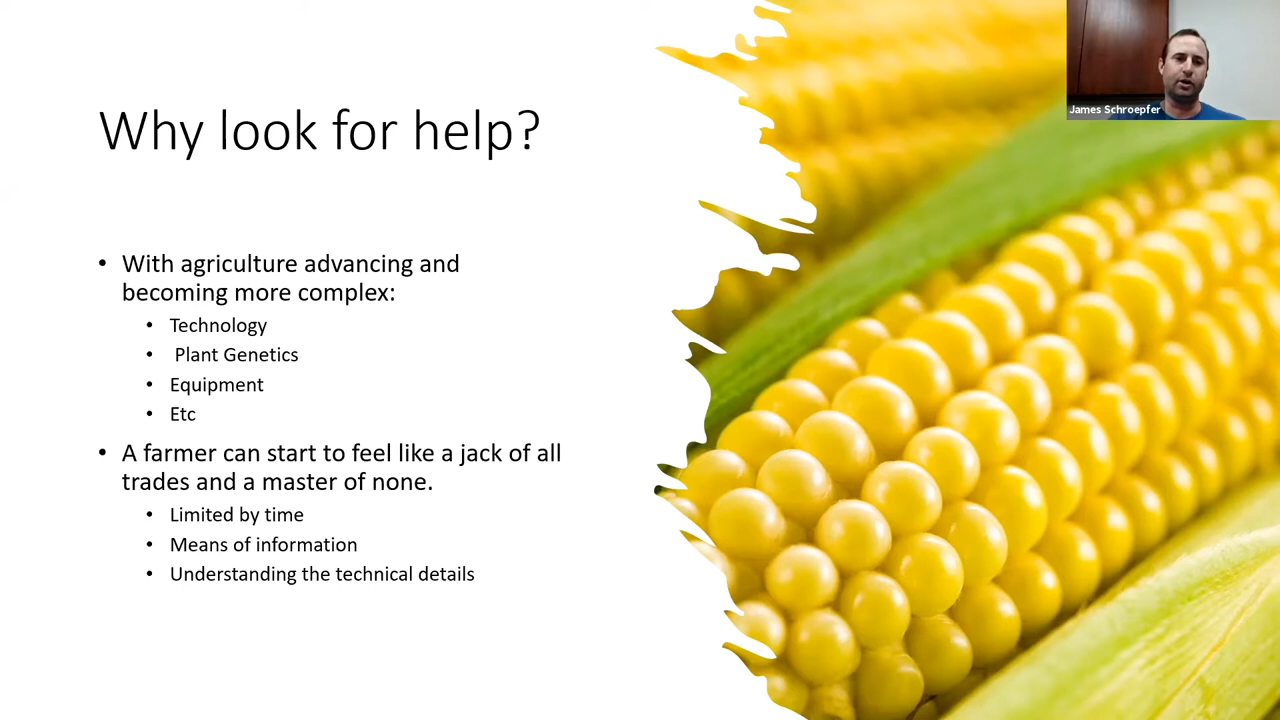 Why look for help?
• With agriculture advancing and
becoming more complex:
• Technology
• Plant Genetics
• Equipment
• Etc
• A farmer can start to feel like a jack of all
trades and a master of none.
• Limited by time
• Means of information
• Understanding the technical details
James Schroepfer